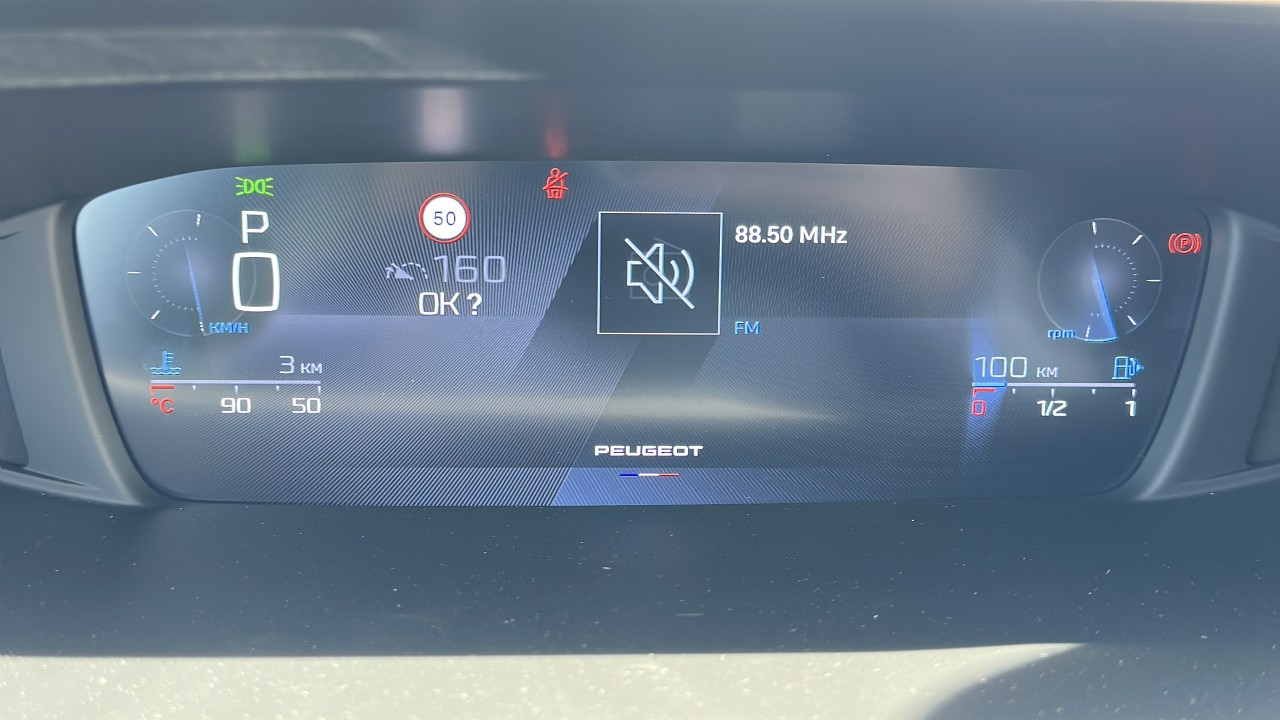 P
50
88.50 MHz
160
0
OK ?
KM/H
FM
rpm
3 KM
100 KM
°C 90 50
0 1/2 1
PEUGEOT